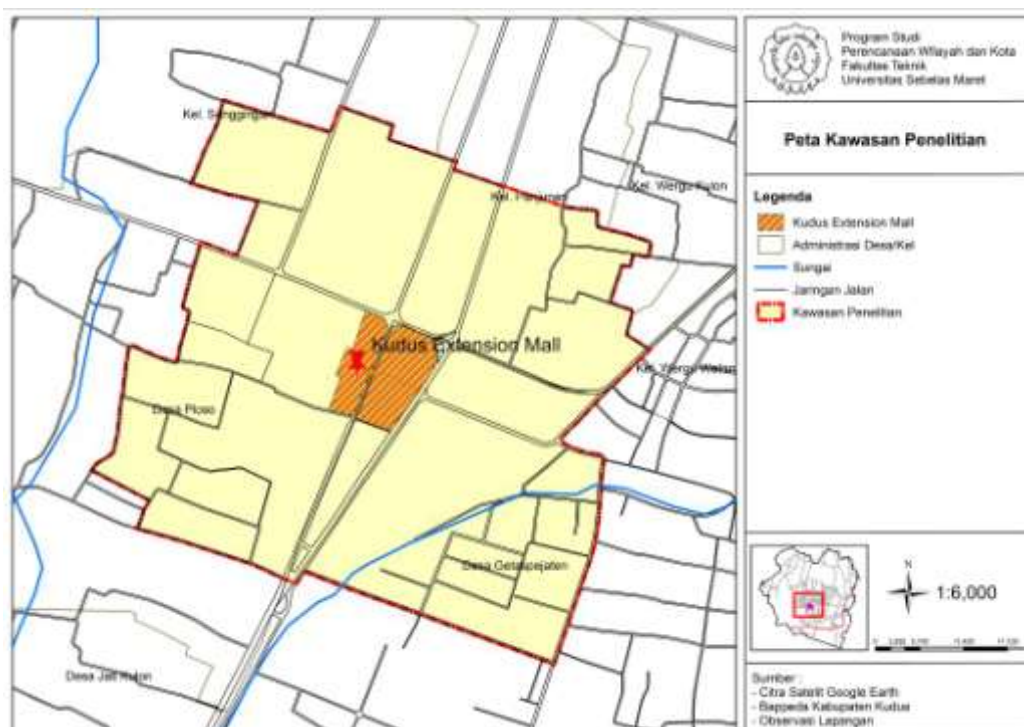 Program Studi
Perencanaan Wilayah dan Kota
Fakultas Teknik
Universitas Sebelas Maret
Peta Kawasan Penelitian
Legenda
Kudus Extension Mall
Administrasi Desa/Kel
Sungai
Jaringan Jalan
Kawasan Penelitian
N
1:6,000
Sumber :
- Citra Satelit Google Earth
- Bappeda Kabupaten Kudus
- Observasi Lapangan
Kel. Sunggingan
Kel. Panjunan
Kel. Wergu Kulon
Kudus Extension Mall
Kel. Wergu Wetan
Desa Ploso
Desa Getaspejaten
Desa Jati Kulon